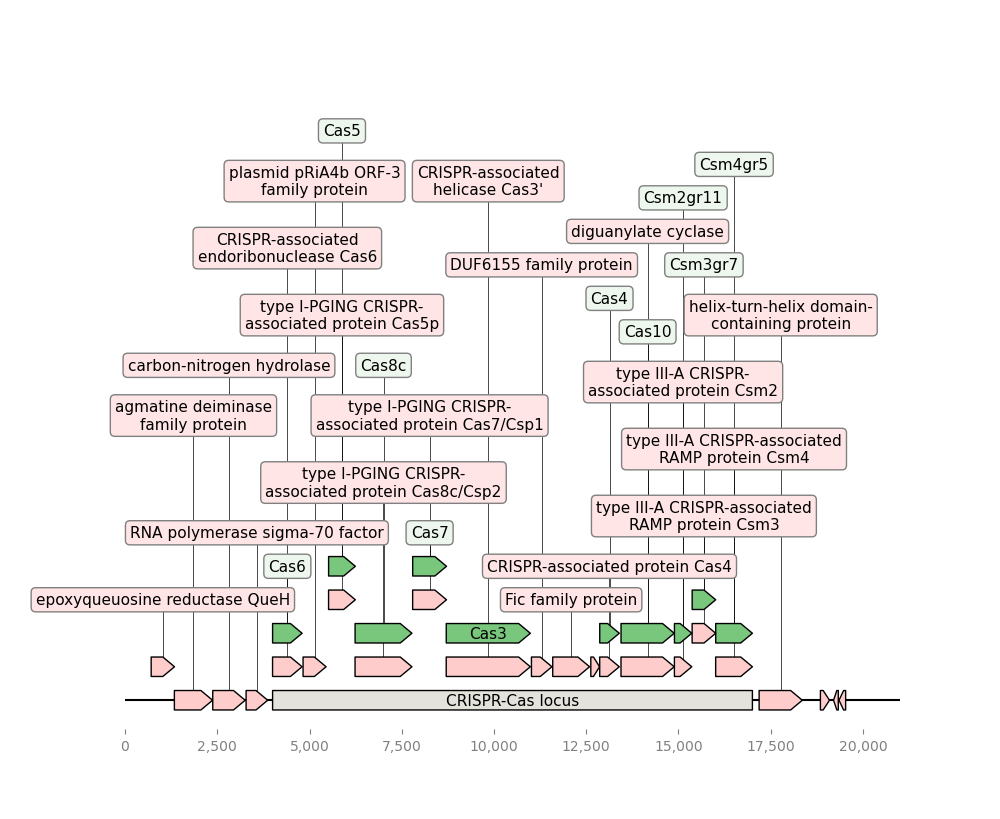 Cas5
Csm4gr5
plasmid pRiA4b ORF-3
family protein
CRISPR-associated
helicase Cas3'
Csm2gr11
diguanylate cyclase
CRISPR-associated
endoribonuclease Cas6
DUF6155 family protein
Csm3gr7
Cas4
type I-PGING CRISPR-
associated protein Cas5p
helix-turn-helix domain-
containing protein
Cas10
carbon-nitrogen hydrolase
Cas8c
type III-A CRISPR-
associated protein Csm2
agmatine deiminase
family protein
type I-PGING CRISPR-
associated protein Cas7/Csp1
type III-A CRISPR-associated
RAMP protein Csm4
type I-PGING CRISPR-
associated protein Cas8c/Csp2
type III-A CRISPR-associated
RAMP protein Csm3
RNA polymerase sigma-70 factor
Cas7
Cas6
CRISPR-associated protein Cas4
epoxyqueuosine reductase QueH
Fic family protein
Cas3
CRISPR-Cas locus
0
2,500
5,000
7,500
10,000
12,500
15,000
17,500
20,000